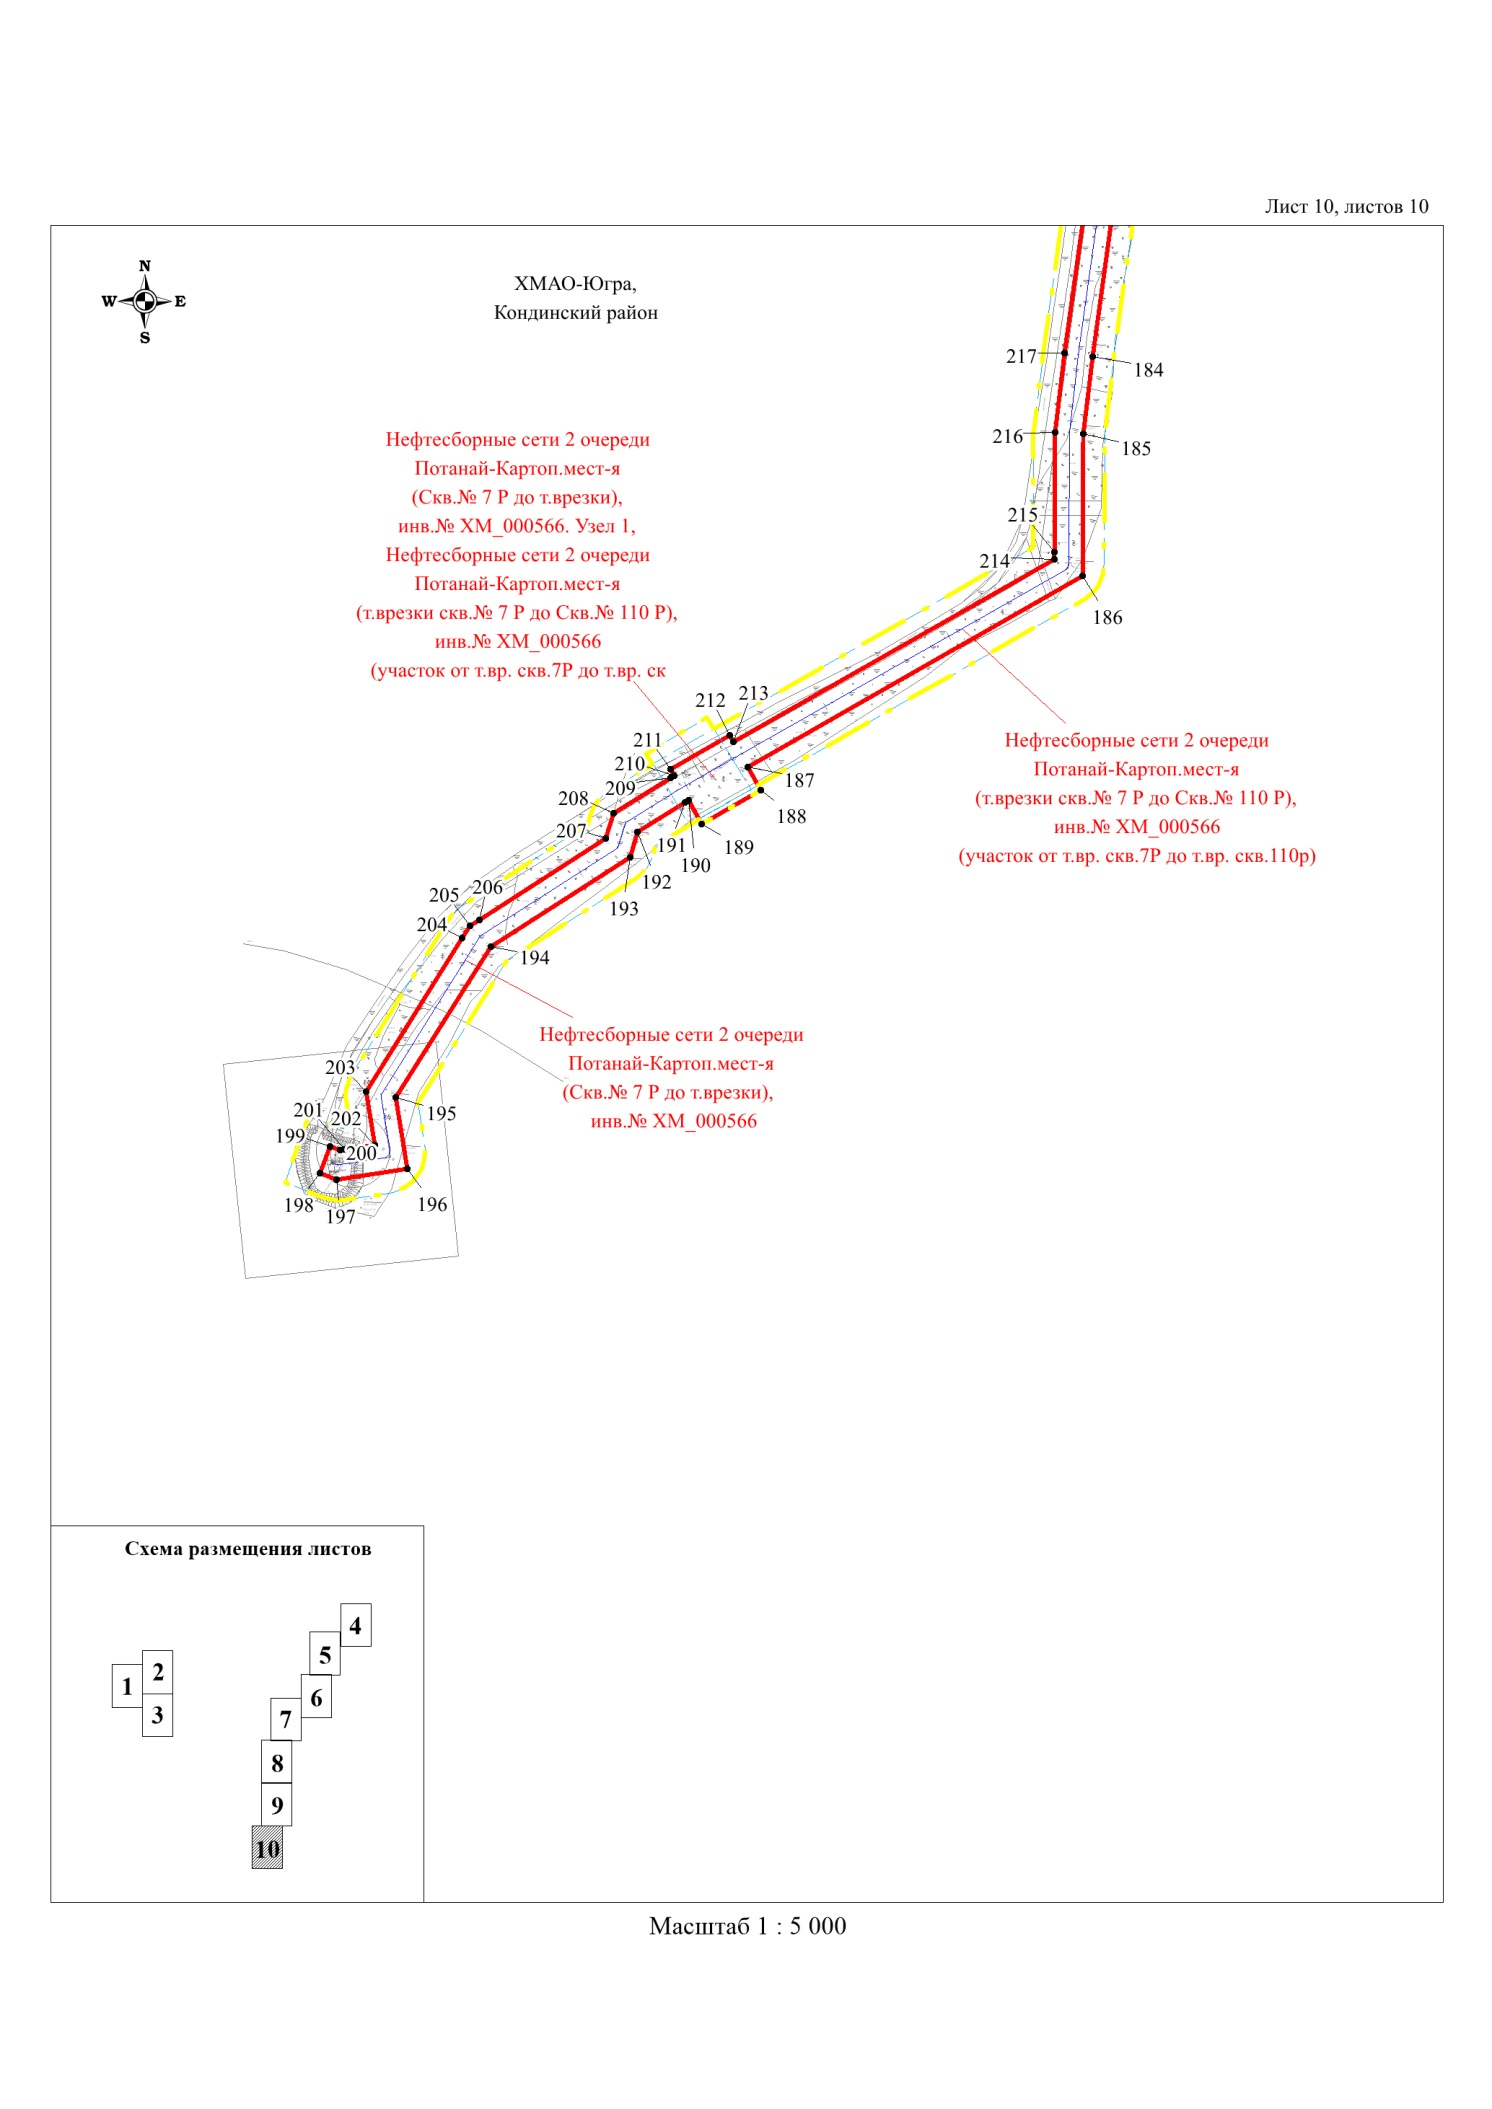 Лист 10, листов 10
N
W E
S
ХМАО-Югра,
Кондинский район
217
184
216
185
215
214
186
Нефтесборные сети 2 очереди
Потанай-Картоп.мест-я
(Скв.№ 7 Р до т.врезки),
инв.№ ХМ_000566. Узел 1,
Нефтесборные сети 2 очереди
Потанай-Картоп.мест-я
(т.врезки скв.№ 7 Р до Скв.№ 110 Р),
инв.№ ХМ_000566
(участок от т.вр. скв.7Р до т.вр. ск
212
213
211
210
209
208
207
187
188
189
191
190
192
193
Нефтесборные сети 2 очереди
Потанай-Картоп.мест-я
(т.врезки скв.№ 7 Р до Скв.№ 110 Р),
инв.№ ХМ_000566
(участок от т.вр. скв.7Р до т.вр. скв.110р)
206
205
204
194
Нефтесборные сети 2 очереди
Потанай-Картоп.мест-я
(Скв.№ 7 Р до т.врезки),
инв.№ ХМ_000566
203
195
201
202
199
200
198
197
196
Схема размещения листов
4
5
2
1
6
3
7
8
9
10
Масштаб 1 : 5 000